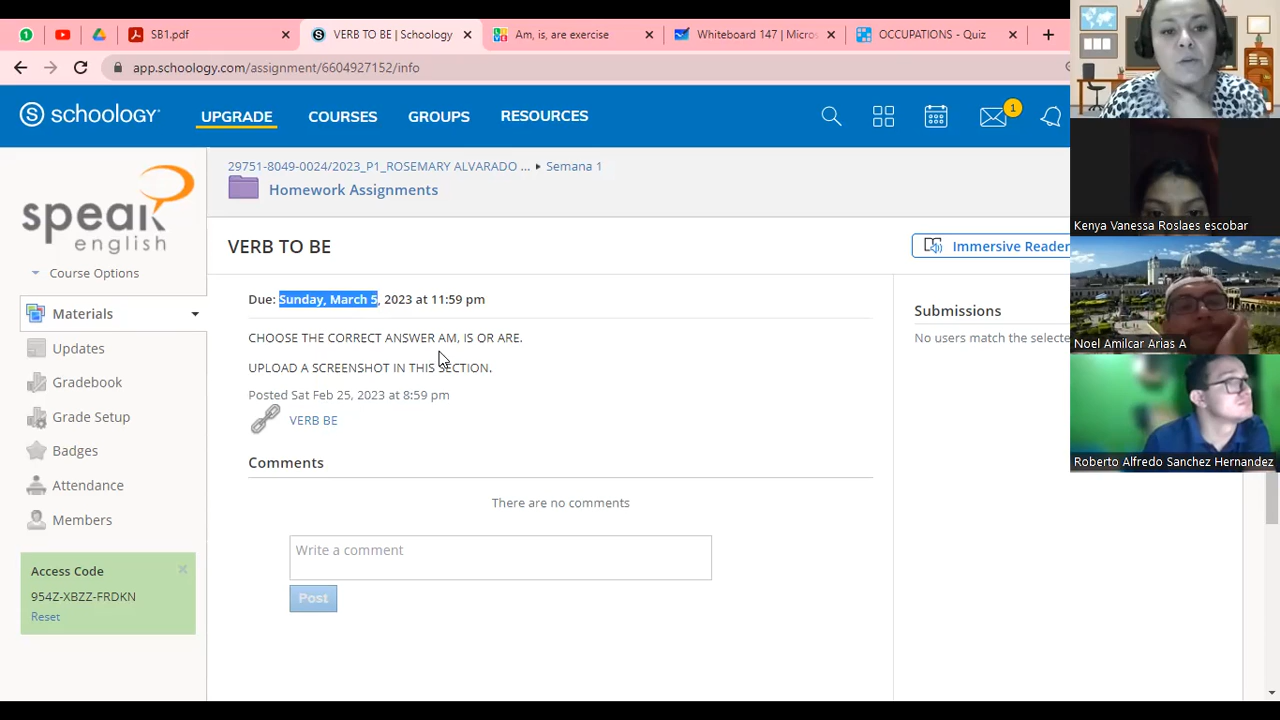 1
SB1.pdf
VERB TO BE | Schoology
Am, is, are exercise
Whiteboard 147 | Micros
OCCUPATIONS - Quiz
app.schoology.com/assignment/6604927152/info
S schoology
UPGRADE
COURSES
GROUPS
RESOURCES
1
speak
english
Course Options
Materials
Updates
Gradebook
Grade Setup
Badges
Attendance
Members
Access Code
954Z-XBZZ-FRDKN
Reset
29751-8049-0024/2023_P1_ROSEMARY ALVARADO ... Semana 1
Homework Assignments
VERB TO BE
Immersive Reader
Due: Sunday, March 5, 2023 at 11:59 pm
CHOOSE THE CORRECT ANSWER AM, IS OR ARE.
UPLOAD A SCREENSHOT IN THIS SECTION.
Posted Sat Feb 25, 2023 at 8:59 pm
VERB BE
Comments
There are no comments
Write a comment
Post
Submissions
No users match the selecte
Kenya Vanessa Roslaes escobar
Noel Amilcar Arias A
Roberto Alfredo Sanchez Hernandez